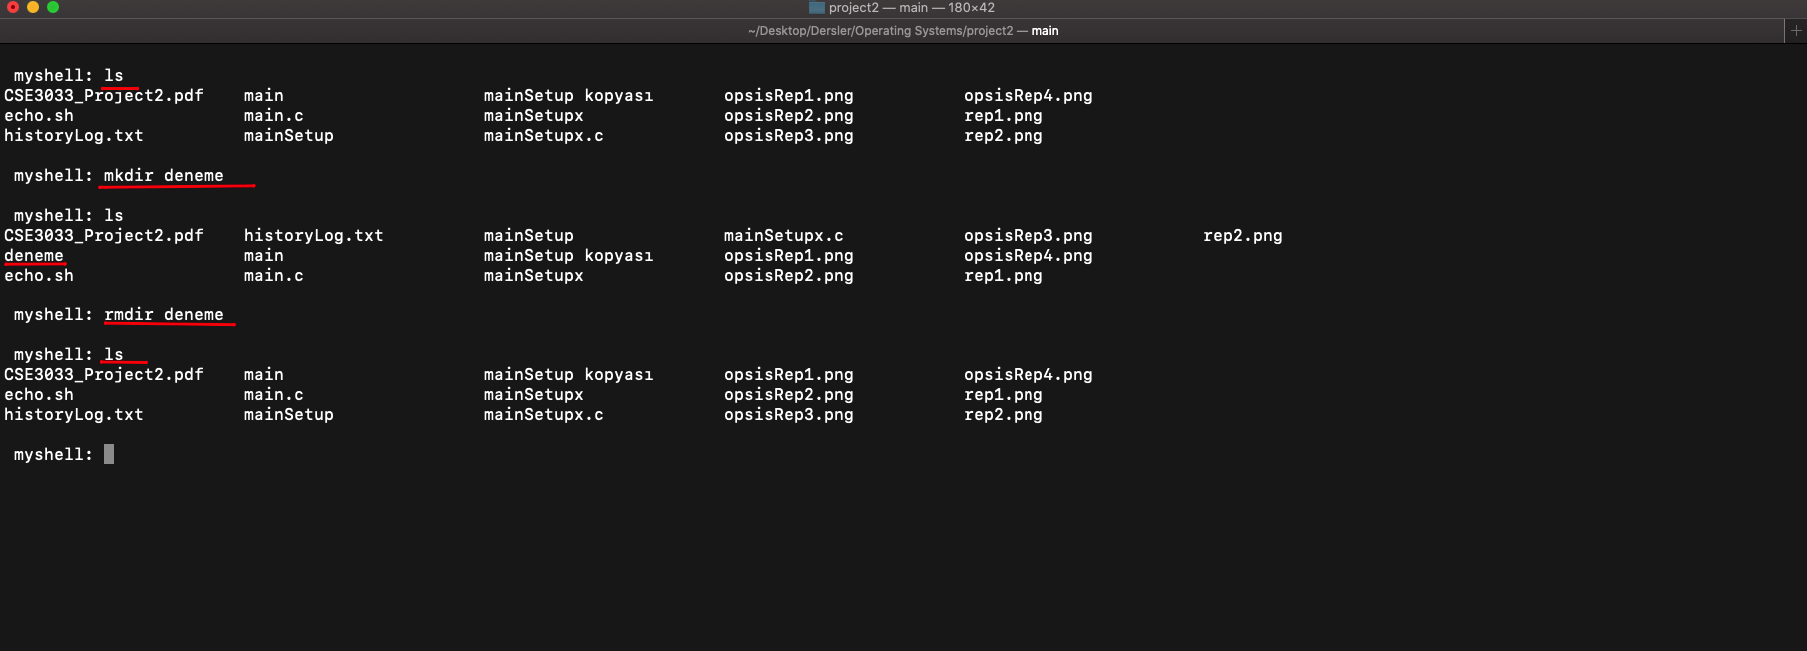 project2 — main — 180×42
~/Desktop/Dersler/Operating Systems/project2 — main
myshell: ls
CSE3033_Project2.pdf main mainSetup kopyası opsisRep1.png opsisRep4.png
echo.sh main.c mainSetupx opsisRep2.png rep1.png
historyLog.txt mainSetup mainSetupx.c opsisRep3.png rep2.png
myshell: mkdir deneme
myshell: ls
CSE3033_Project2.pdf historyLog.txt mainSetup mainSetupx.c opsisRep3.png rep2.png
deneme main mainSetup kopyası opsisRep1.png opsisRep4.png
echo.sh main.c mainSetupx opsisRep2.png rep1.png
myshell: rmdir deneme
myshell: ls
CSE3033_Project2.pdf main mainSetup kopyası opsisRep1.png opsisRep4.png
echo.sh main.c mainSetupx opsisRep2.png rep1.png
historyLog.txt mainSetup mainSetupx.c opsisRep3.png rep2.png
myshell: